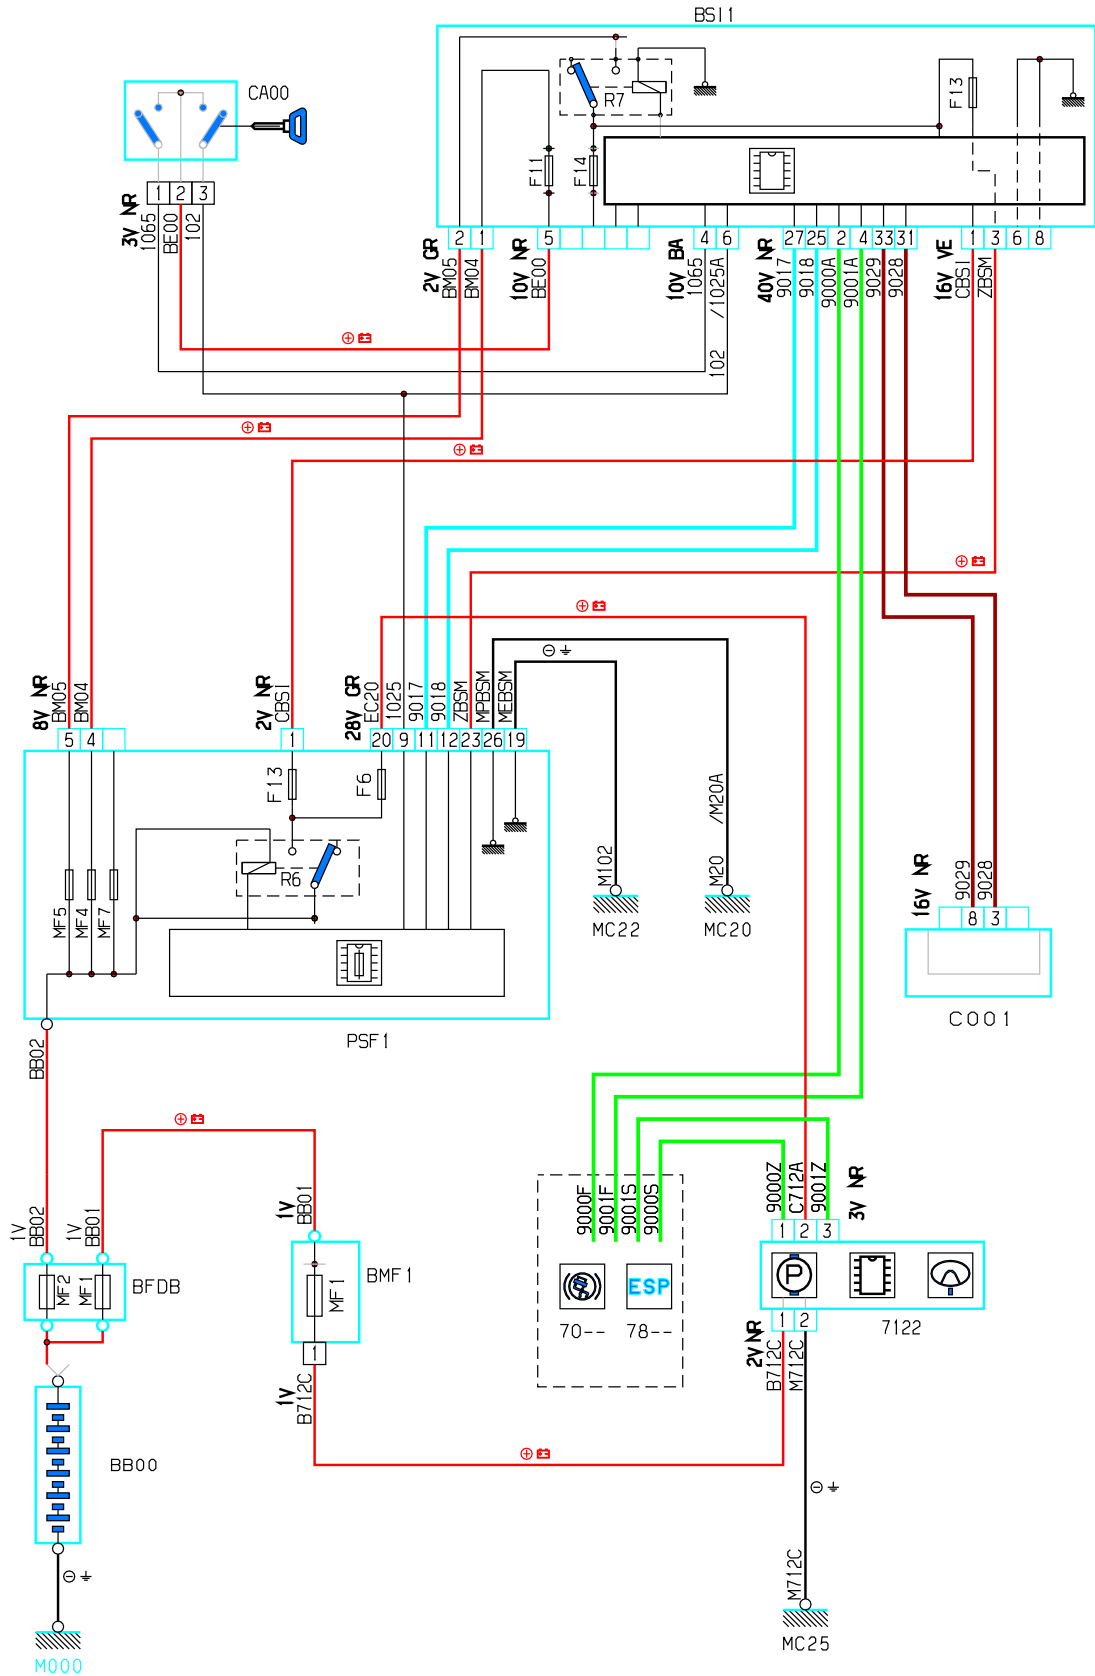 BSI1
CA00
R7
F13
F11
F14
1 2 3
3V NR
1065
BE00
102
2 1 5 4 6 27 25 2 4 33 31 1 3 6 8
2V GR
BM05
BM04
10V NR
BE00
10V BA
1065
/1025A
102
40V NR
9017
9018
9000A
9001A
9029
9028
16V VE
CBSI
ZBSM
8V NR
BM05
BM04
2V NR
CBSI
28V GR
EC20
1025
9017
9018
ZBSM
MPBSM
MEBSM
5 4 1 20 9 11 12 23 26 19
F13
F6
R6
MF5
MF4
MF7
PSF1
M102
MC22
/M20A
M20
MC20
16V NR
9029
9028
8 3
C001
BB02
1V
BB02
1V
BB01
MF2
MF1
BFDB
1V
BB01
MF1
BMF1
1
1V
B712C
9000F
9001F
9001S
9000S
ESP
70--
78--
9000Z
C712A
9001Z
3V NR
1 2 3
P
1 2
7122
2V NR
B712C
M712C
BB00
M000
M712C
MC25